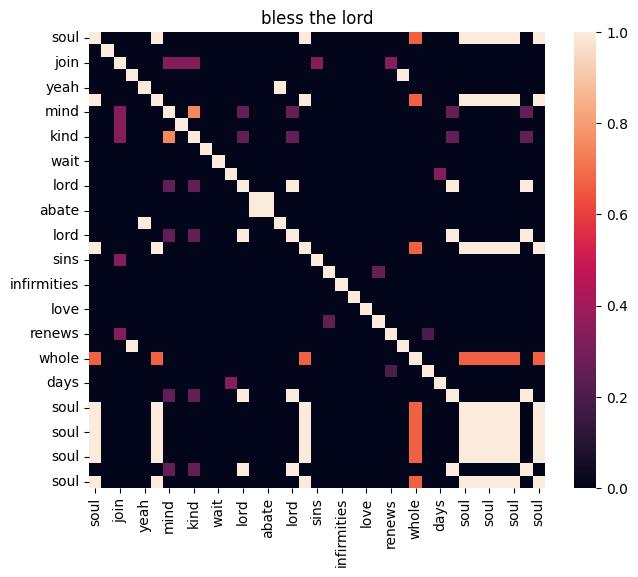 bless the lord
soul
join
yeah
mind
kind
wait
lord
abate
lord
sins
infirmities
love
renews
whole
days
soul
soul
soul
soul
soul
join
yeah
mind
kind
wait
lord
abate
lord
sins
infirmities
love
renews
whole
days
soul
soul
soul
soul
1.0
0.8
0.6
0.4
0.2
0.0